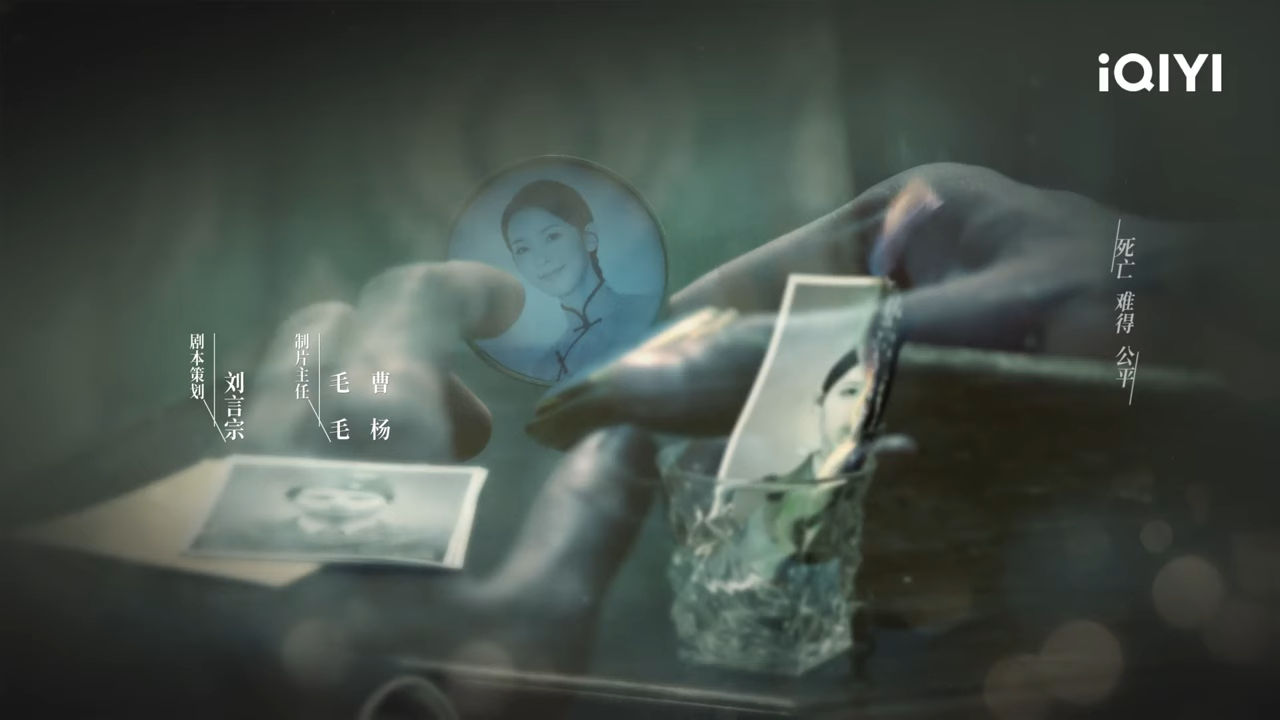 iQIYI
剧本策划
刘言宗
制片主任
毛毛
曹杨
死亡 难得 公平